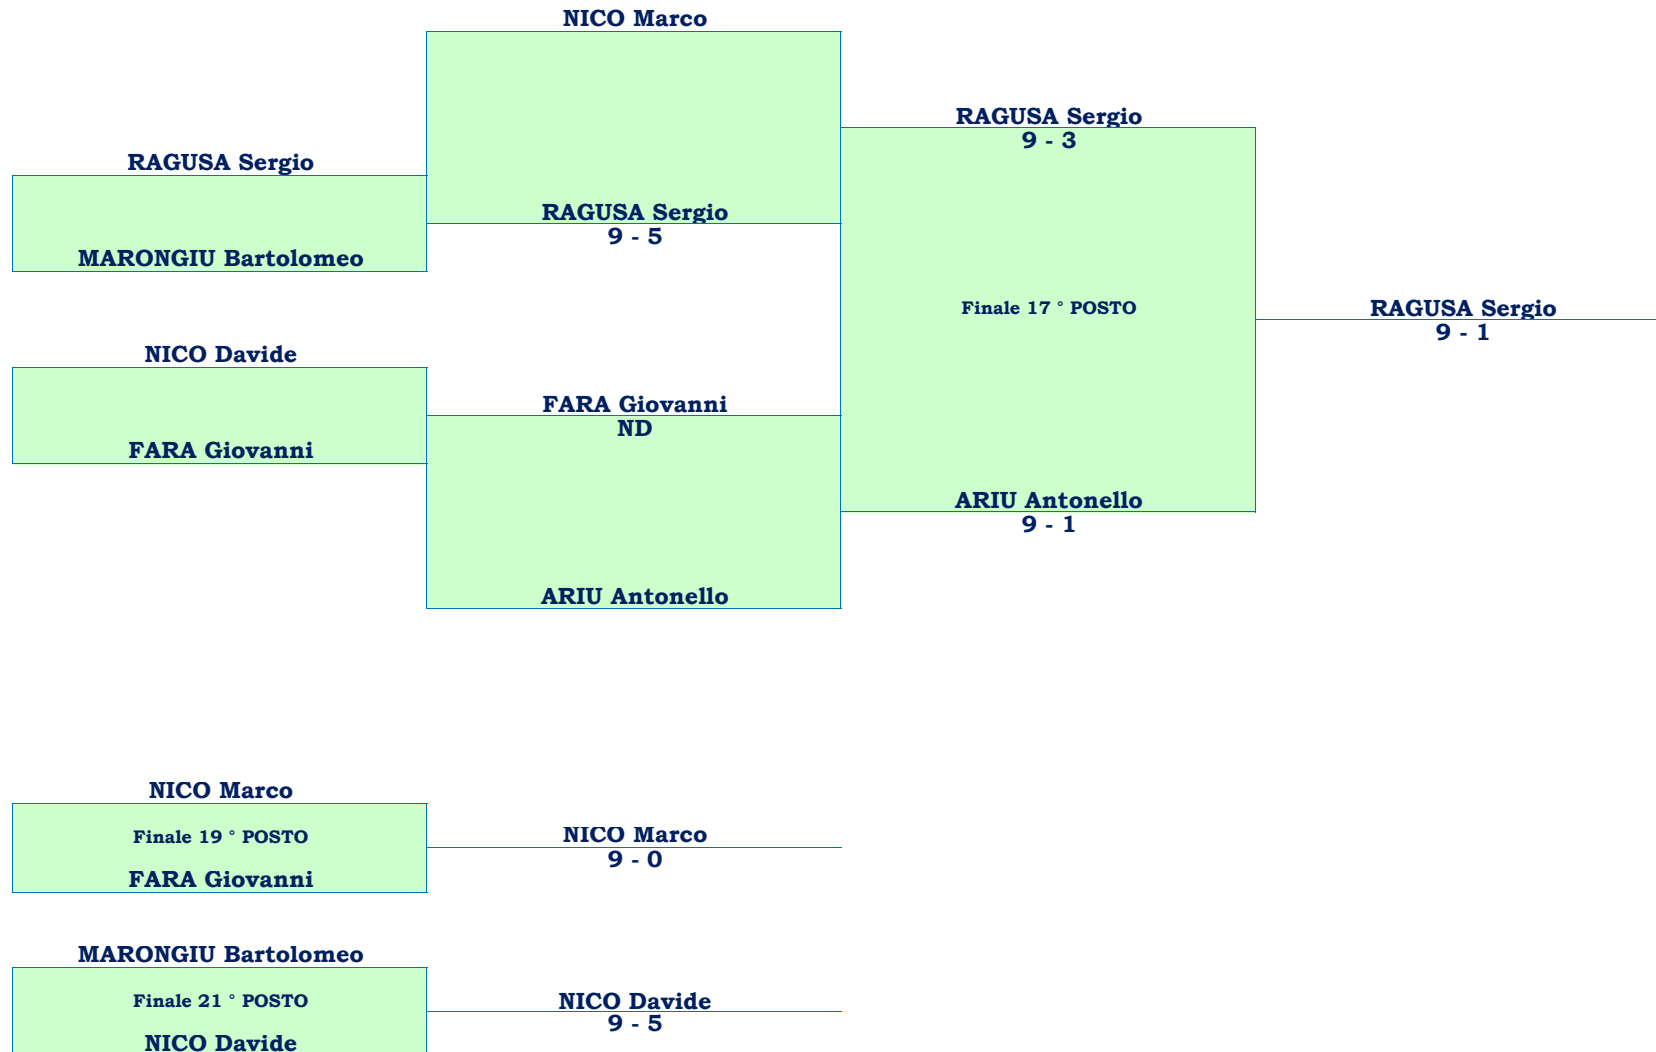 NICO Marco
RAGUSA Sergio
9 - 3
RAGUSA Sergio
RAGUSA Sergio
9 - 5
MARONGIU Bartolomeo
Finale 17 ° POSTO
RAGUSA Sergio
9 - 1
NICO Davide
FARA Giovanni
ND
FARA Giovanni
ARIU Antonello
9 - 1
ARIU Antonello
NICO Marco
Finale 19 ° POSTO
NICO Marco
9 - 0
FARA Giovanni
MARONGIU Bartolomeo
Finale 21 ° POSTO
NICO Davide
9 - 5
NICO Davide